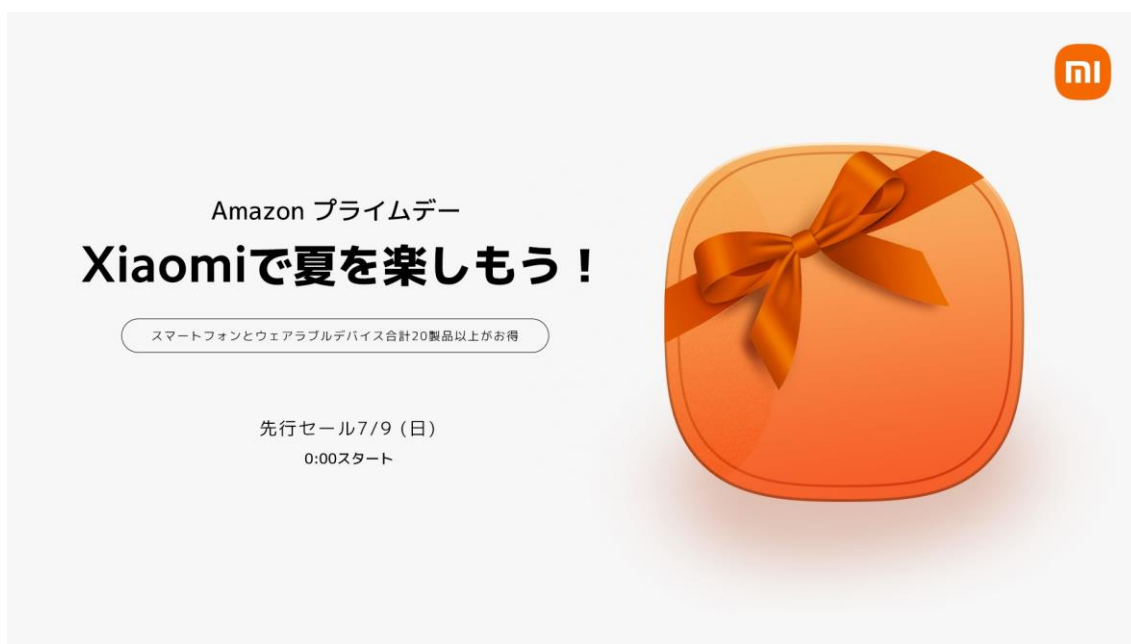 mi
Amazon プライムデー
Xiaomiで夏を楽しもう！
スマートフォンとウェアラブルデバイス合計20製品以上がお得
先行セール7/9 (日)
0:00スタート